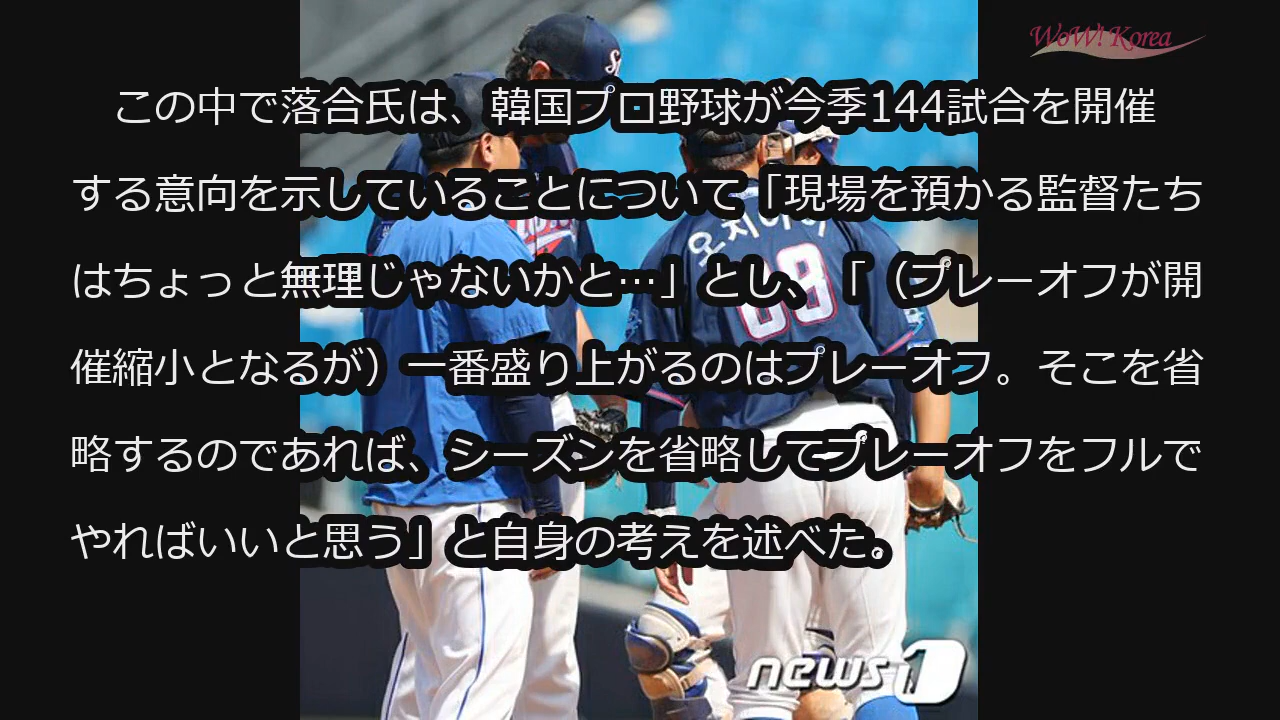 WoW! Korea
この中で落合氏は、韓国プロ野球が今季144試合を開催
する意向を示していることについて「現場を預かる監督たち
はちょっと無理じゃないかと…」とし、「（プレーオフが開
催縮小となるが）一番盛り上がるのはプレーオフ。そこを省
略するのであれば、シーズンを省略してプレーオフをフルで
やればいいと思う」と自身の考えを述べた。
오치아이
news1